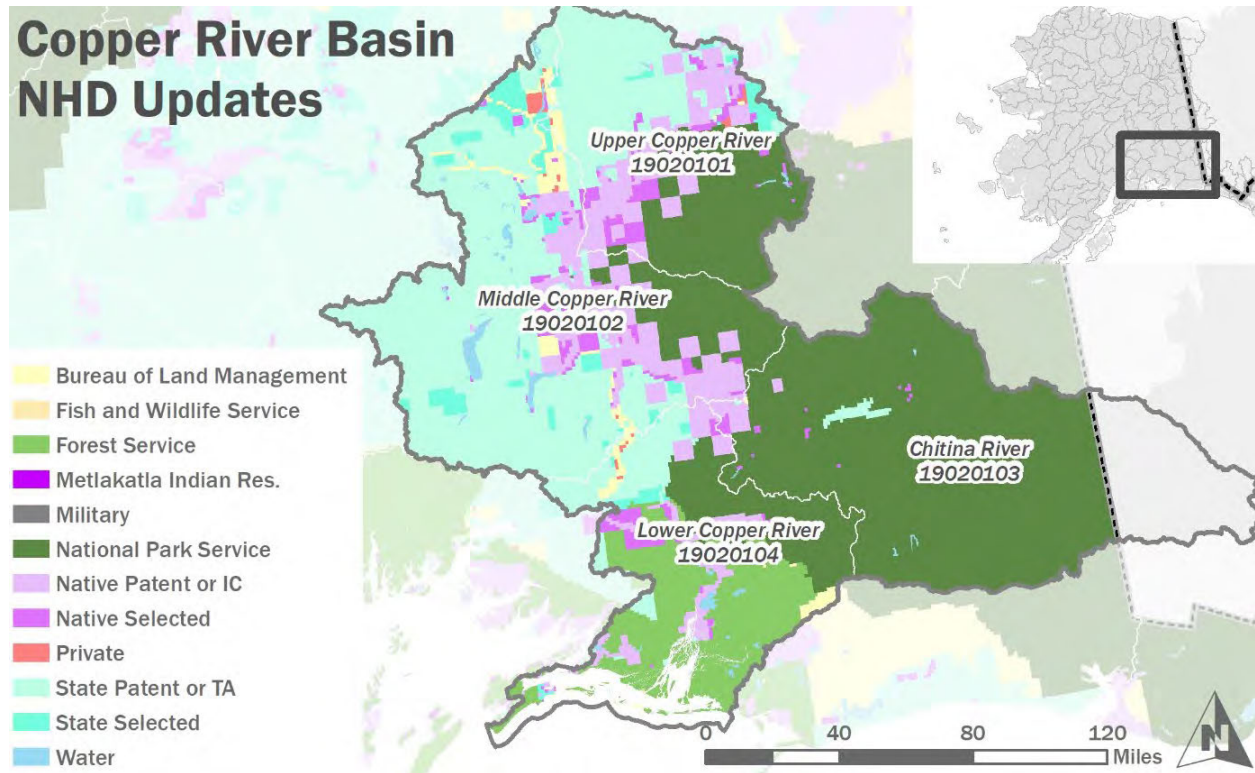 Copper River Basin
NHD Updates
Upper Copper River
19020101
Middle Copper River
19020102
Chitina River
19020103
Lower Copper River
19020104
Bureau of Land Management
Fish and Wildlife Service
Forest Service
Metlakatla Indian Res.
Military
National Park Service
Native Patent or IC
Native Selected
Private
State Patent or TA
State Selected
Water
0 40 80 120
Miles
N